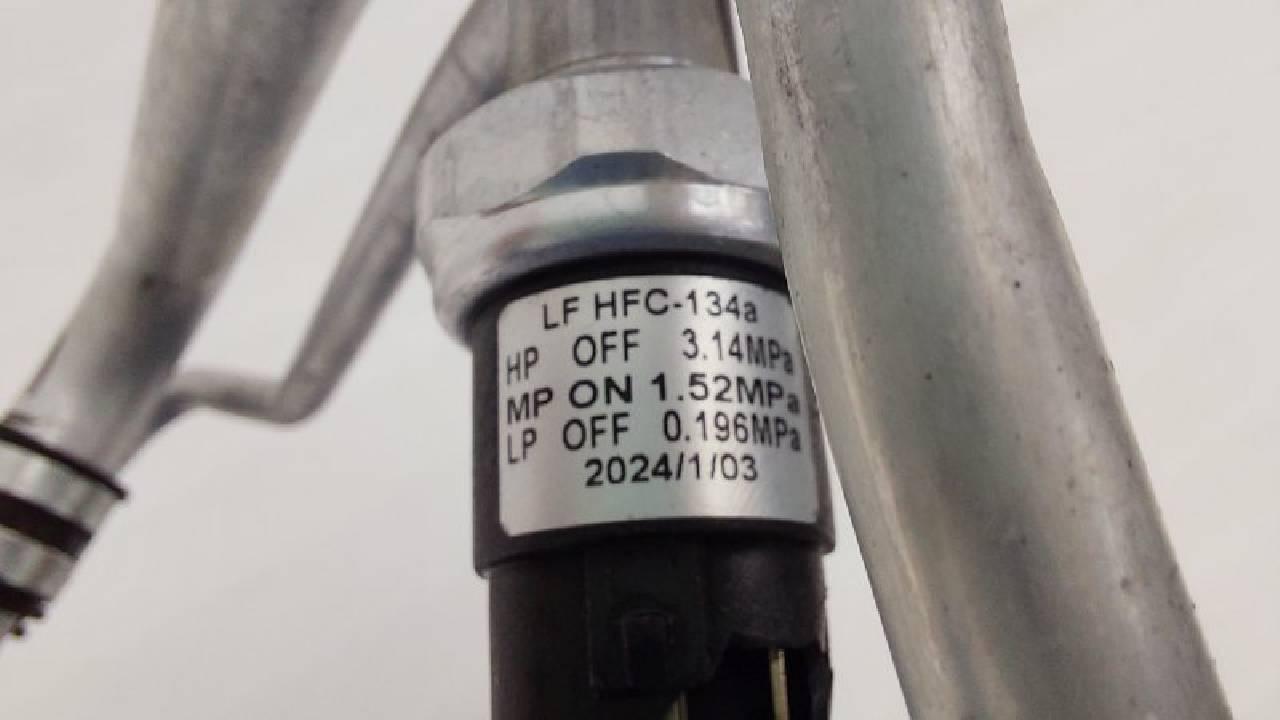 LF HFC-134a
HP OFF 3.14MPa
MP ON 1.52MPa
LP OFF 0.196MPa
2024/1/03